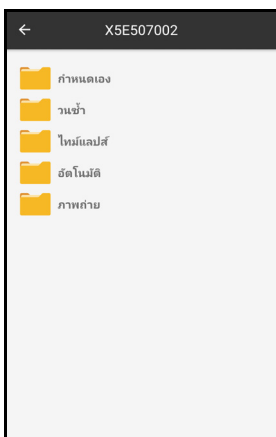 X5E507002
กำหนดเอง
วนซ้ำ
ไทม์แลปส์
อัตโนมัติ
ภาพถ่าย